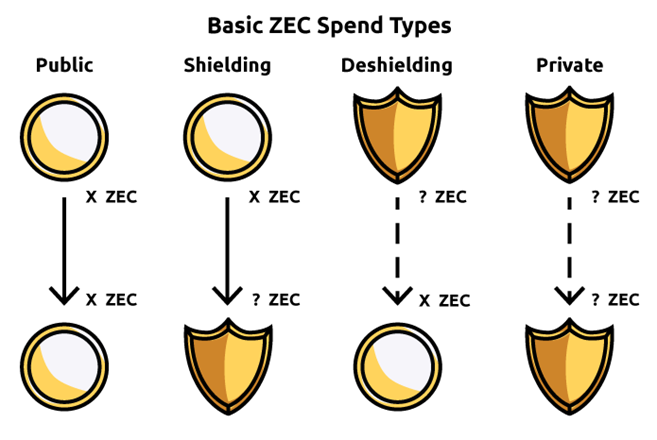 Basic ZEC Spend Types
Public Shielding Deshielding Private
X ZEC X ZEC ? ZEC ? ZEC
X ZEC ? ZEC X ZEC ? ZEC